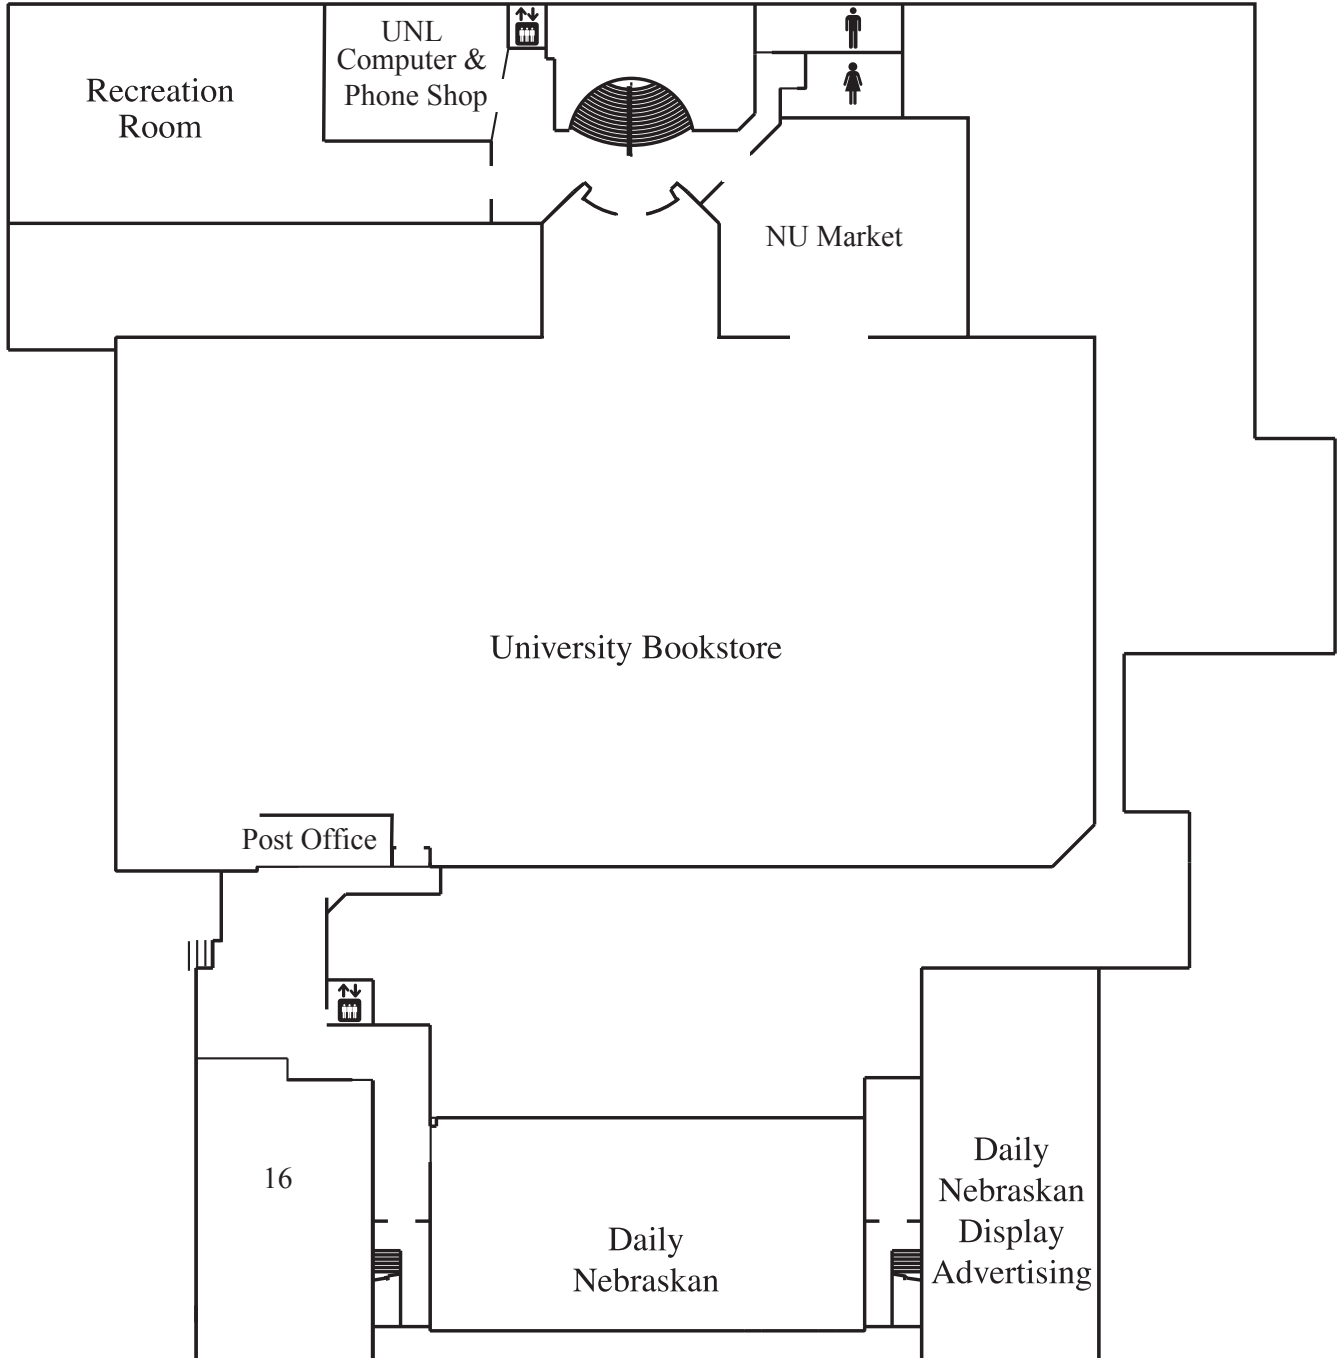 UNL
Computer &
Phone Shop
Recreation
Room
NU Market
University Bookstore
Post Office
16
Daily
Nebraskan
Daily
Nebraskan
Display
Advertising